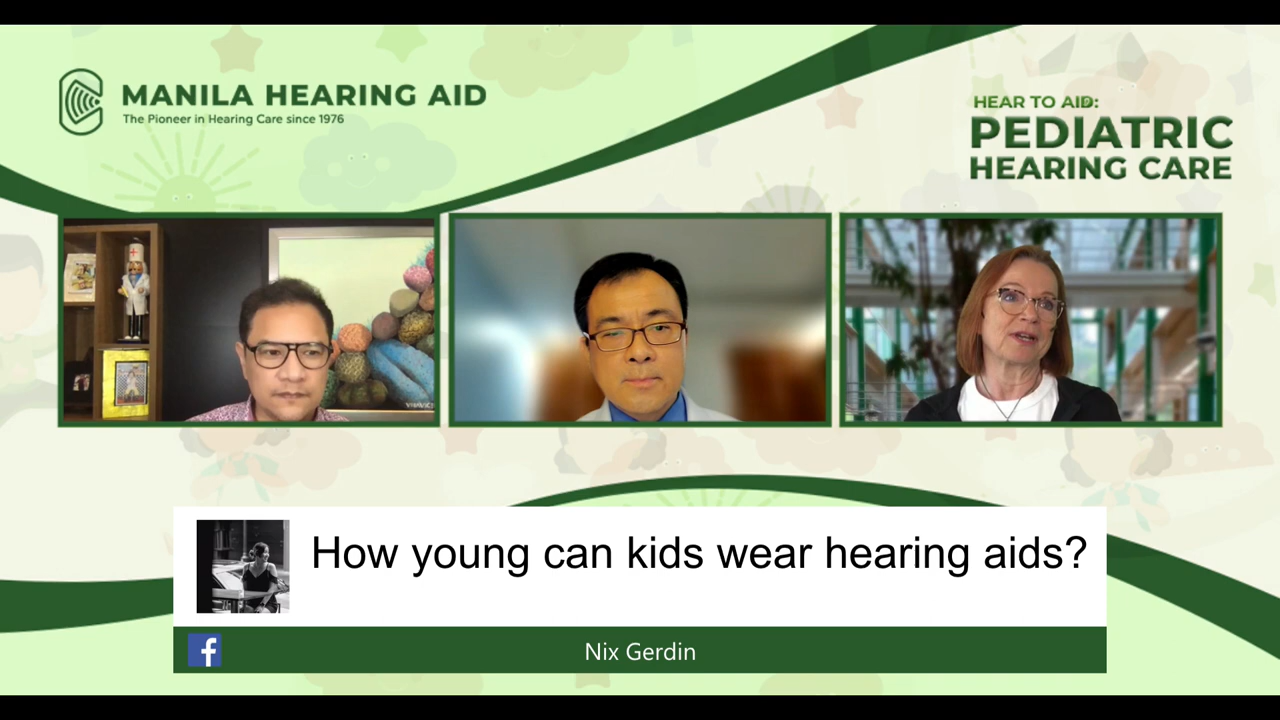 MANILA HEARING AID
The Pioneer in Hearing Care since 1976
HEAR TO AID:
PEDIATRIC
HEARING CARE
How young can kids wear hearing aids?
f
Nix Gerdin